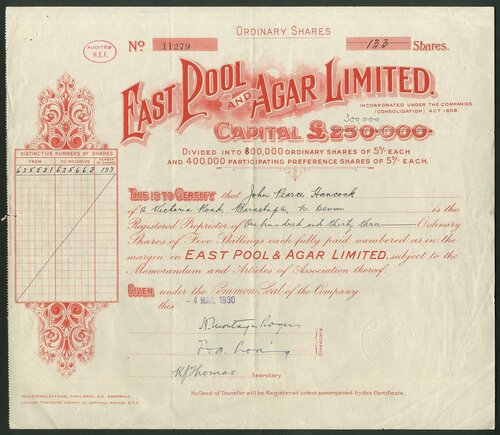 ORDINARY SHARES
AUDITED
H.E.F.
No 11279
133 Shares.
EAST POOL AND AGAR LIMITED.
INCORPORATED UNDER THE COMPANIES
(CONSOLIDATION) ACT 1908.
300,000.
CAPITAL £250.000
DIVIDED INTO 800,000 ORDINARY SHARES OF 5/- EACH
AND 400,000 PARTICIPATING PREFERENCE SHARES OF 5/- EACH.
DISTINCTIVE NUMBERS OF SHARES
FROM TO INCLUSIVE NUMBER OF SHARES
625531 625663 133
THIS IS TO CERTIFY that John Pearce Hancock
of Victoria Road, Barnstaple, N. Devon is the
Registered Proprietor of One hundred and thirty three Ordinary
Shares of Five Shillings each fully paid numbered as in the
margin in EAST POOL & AGAR LIMITED. subject to the
Memorandum and Articles of Association thereof.
GIVEN under the Common Seal of the Company
this - 4 MAR 1930
Directors.
RJThomas
Secretary.
REGISTERED OFFICES, CARN BREA, S.O. CORNWALL.
LONDON TRANSFER AGENCY
No Deed of Transfer will be Registered unless accompanied by this Certificate.